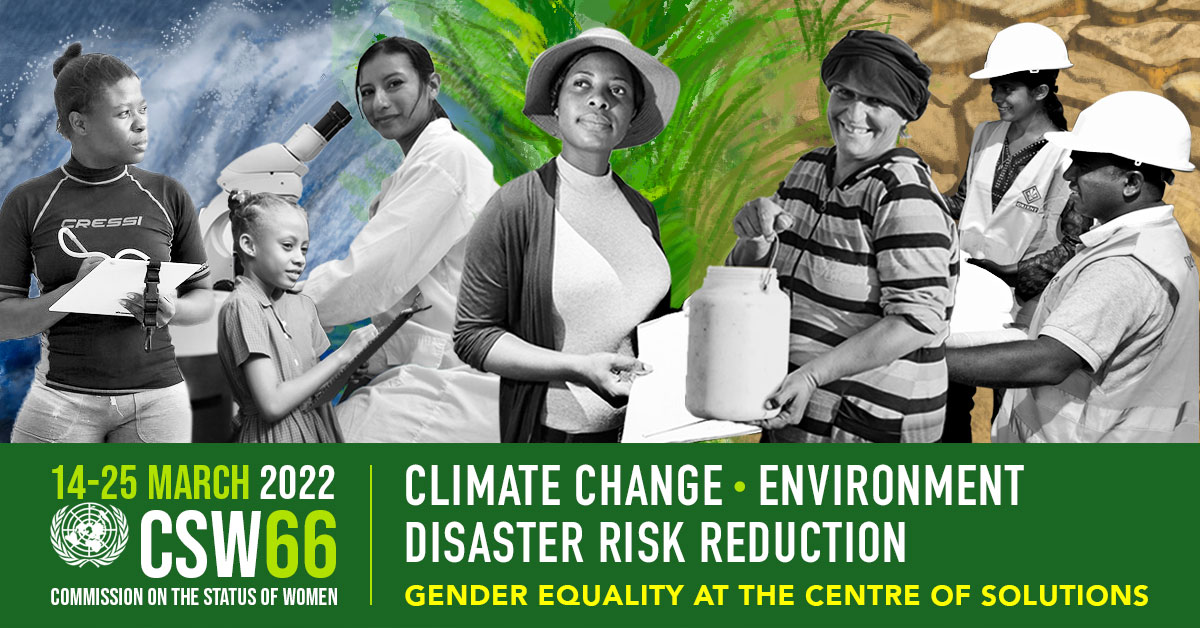 CRESSI
14-25 MARCH 2022
CSW66
COMMISSION ON THE STATUS OF WOMEN
CLIMATE CHANGE • ENVIRONMENT
DISASTER RISK REDUCTION
GENDER EQUALITY AT THE CENTRE OF SOLUTIONS